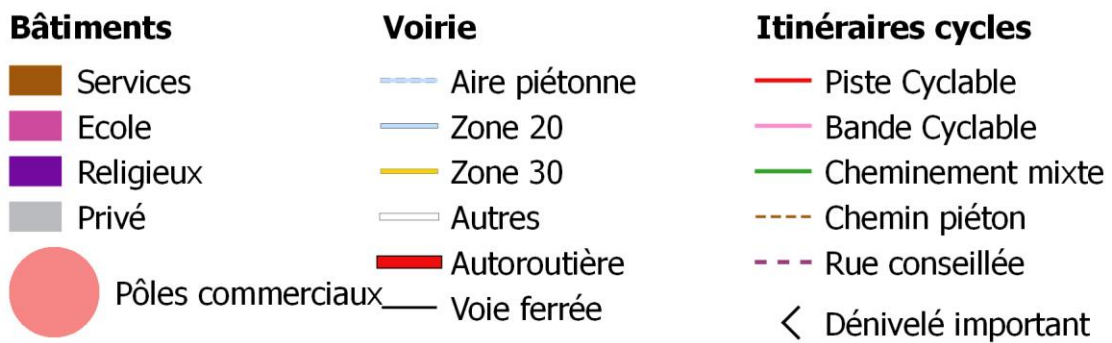 Bâtiments
Services
Ecole
Religieux
Privé
Pôles commerciaux
Voirie
Aire piétonne
Zone 20
Zone 30
Autres
Autoroutière
Voie ferrée
Itinéraires cycles
Piste Cyclable
Bande Cyclable
Cheminement mixte
Chemin piéton
Rue conseillée
Dénivelé important